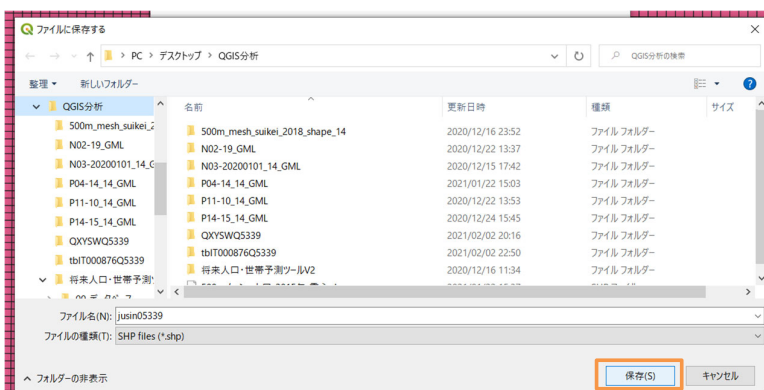 ファイルに保存する
PC > デスクトップ > QGIS分析
QGIS分析の検索
整理 新しいフォルダー
名前 更新日時 種類 サイズ
QGIS分析
500m_mesh_suikei_2
N02-19_GML
N03-20200101_14_G
P04-14_14_GML
P11-10_14_GML
P14-15_14_GML
QXYSWQ5339
tblT000876Q5339
将来人口・世帯予測
500m_mesh_suikei_2018_shape_14 2020/12/16 23:52 ファイル フォルダー
N02-19_GML 2020/12/22 13:37 ファイル フォルダー
N03-20200101_14_GML 2020/12/15 17:42 ファイル フォルダー
P04-14_14_GML 2021/01/22 15:03 ファイル フォルダー
P11-10_14_GML 2020/12/22 13:53 ファイル フォルダー
P14-15_14_GML 2020/12/24 15:45 ファイル フォルダー
QXYSWQ5339 2021/02/02 20:16 ファイル フォルダー
tblT000876Q5339 2021/02/02 22:50 ファイル フォルダー
将来人口・世帯予測ツールV2 2020/12/16 11:34 ファイル フォルダー
ファイル名(N): jusin05339
ファイルの種類(T): SHP files (*.shp)
フォルダーの非表示 保存(S) キャンセル